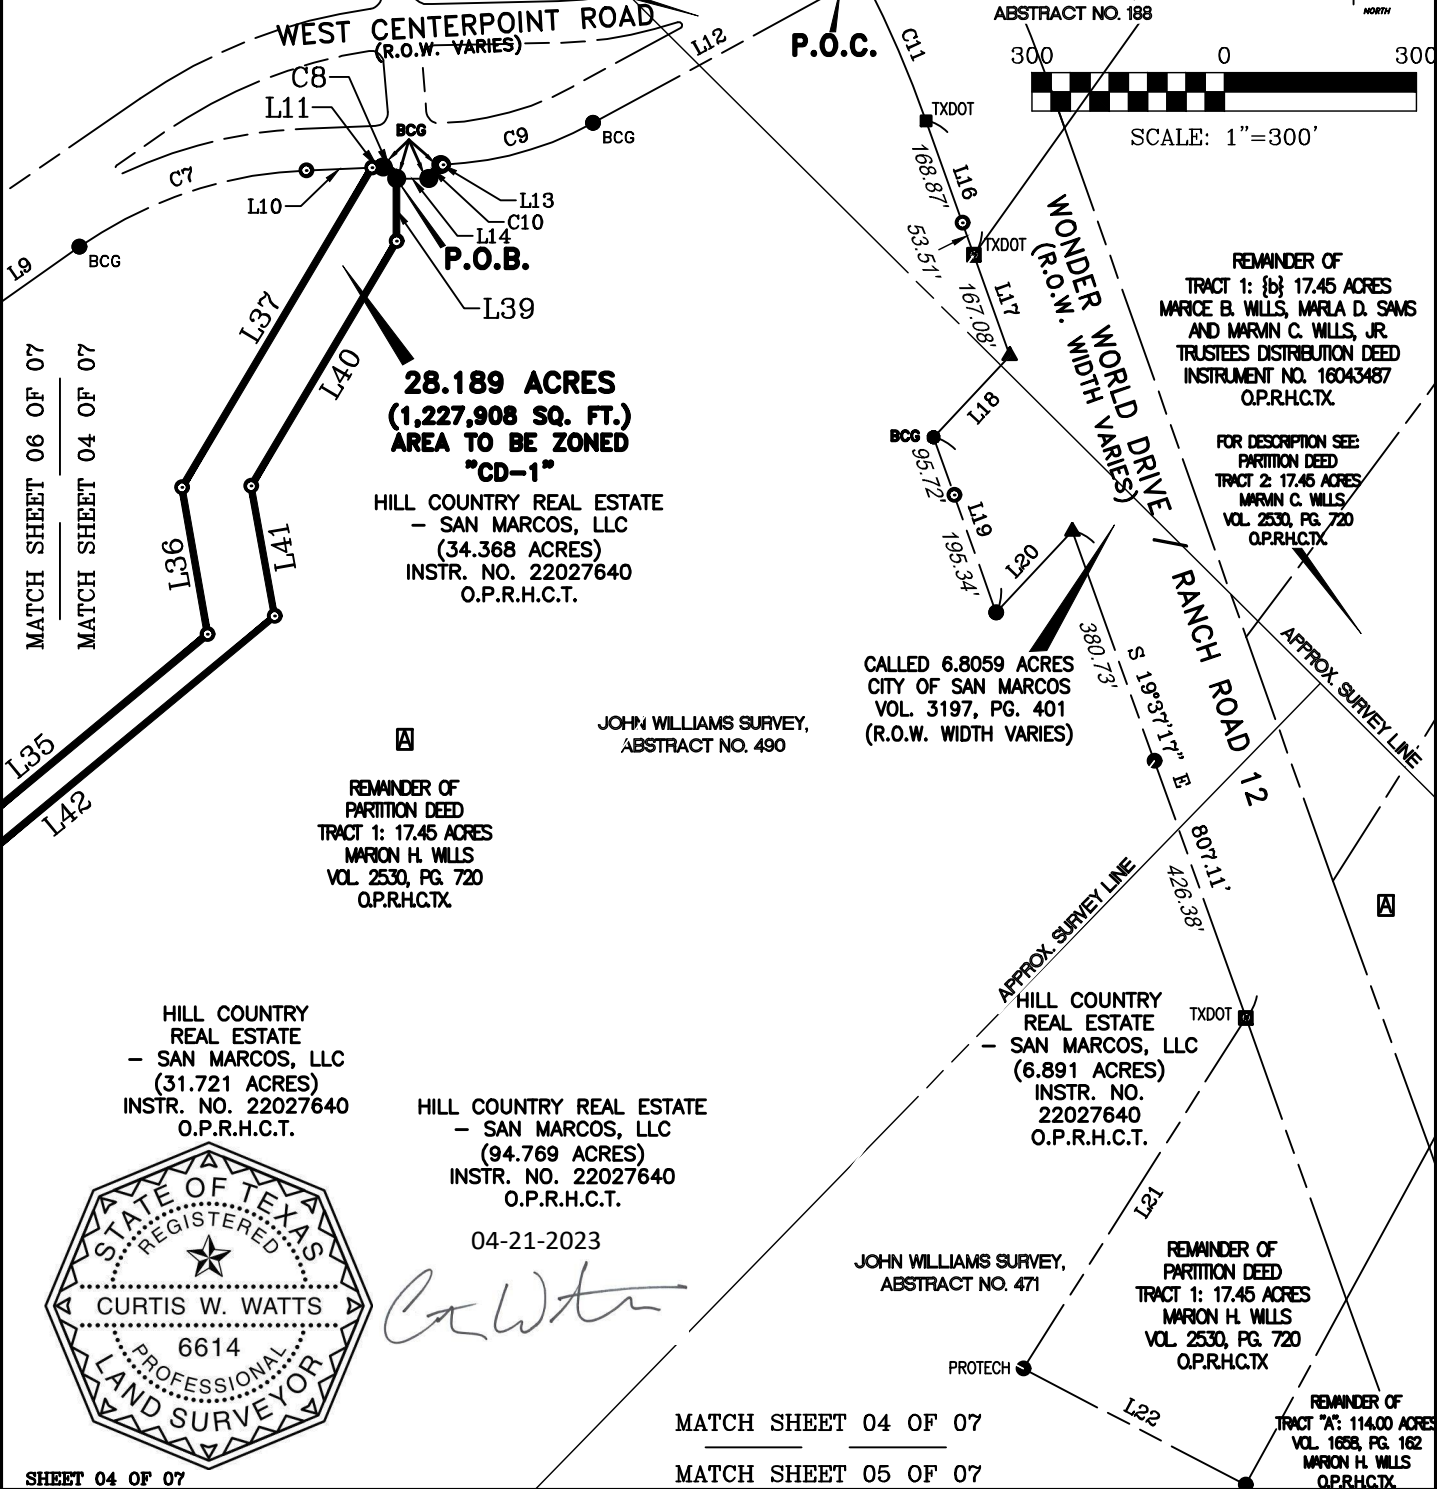 WEST CENTERPOINT ROAD
(R.O.W. VARIES)
C8
L11
BCG
C9
BCG
L12
C7
L10
L13
C10
L14
P.O.B.
L9
BCG
L39
L37
L40
P.O.C.
C11
ABSTRACT NO. 188
NORTH
300
0
300
SCALE: 1"=300'
TXDOT
168.87'
L16
TXDOT
53.51'
L17
167.08'
L18
BCG
95.72'
L19
195.34'
L20
WONDER WORLD DRIVE / RANCH ROAD 12
(R.O.W. WIDTH VARIES)
REMAINDER OF
TRACT 1: {b} 17.45 ACRES
MARICE B. WILLS, MARLA D. SAMS
AND MARVIN C. WILLS, JR.
TRUSTEES DISTRIBUTION DEED
INSTRUMENT NO. 16043487
O.P.R.H.C.TX.
FOR DESCRIPTION SEE:
PARTITION DEED
TRACT 2: 17.45 ACRES
MARVIN C. WILLS
VOL. 2530, PG. 720
O.P.R.H.C.TX.
MATCH SHEET 06 OF 07
MATCH SHEET 04 OF 07
28.189 ACRES
(1,227,908 SQ. FT.)
AREA TO BE ZONED
"CD-1"
HILL COUNTRY REAL ESTATE
- SAN MARCOS, LLC
(34.368 ACRES)
INSTR. NO. 22027640
O.P.R.H.C.T.
L36
L41
L35
L42
CALLED 6.8059 ACRES
CITY OF SAN MARCOS
VOL. 3197, PG. 401
(R.O.W. WIDTH VARIES)
380.73'
S 19°37'17" E 807.11'
426.38'
APPROX. SURVEY LINE
APPROX. SURVEY LINE
JOHN WILLIAMS SURVEY,
ABSTRACT NO. 490
A
REMAINDER OF
PARTITION DEED
TRACT 1: 17.45 ACRES
MARION H. WILLS
VOL. 2530, PG. 720
O.P.R.H.C.TX.
A
HILL COUNTRY
REAL ESTATE
- SAN MARCOS, LLC
(31.721 ACRES)
INSTR. NO. 22027640
O.P.R.H.C.T.
HILL COUNTRY REAL ESTATE
- SAN MARCOS, LLC
(94.769 ACRES)
INSTR. NO. 22027640
O.P.R.H.C.T.
HILL COUNTRY
REAL ESTATE
- SAN MARCOS, LLC
(6.891 ACRES)
INSTR. NO.
22027640
O.P.R.H.C.T.
TXDOT
L21
04-21-2023
STATE OF TEXAS
REGISTERED
CURTIS W. WATTS
6614
PROFESSIONAL
LAND SURVEYOR
JOHN WILLIAMS SURVEY,
ABSTRACT NO. 471
REMAINDER OF
PARTITION DEED
TRACT 1: 17.45 ACRES
MARION H. WILLS
VOL. 2530, PG. 720
O.P.R.H.C.TX
PROTECH
L22
REMAINDER OF
TRACT "A": 114.00 ACRES
VOL. 1658, PG. 162
MARION H. WILLS
O.P.R.H.C.TX.
MATCH SHEET 04 OF 07
MATCH SHEET 05 OF 07
SHEET 04 OF 07